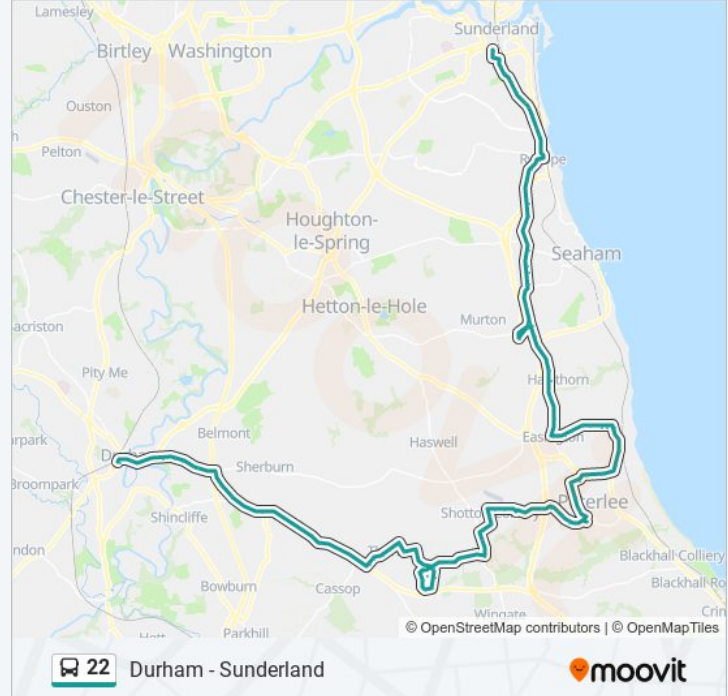 Lamesley
Sunderland
Birtley
Washington
Ouston
Pelton
Chester-le-Street
Houghton-
le-Spring
Seaham
Hetton-le-Hole
Murton
acriston
Pity Me
Belmont
Haswell
Sherburn
Broompark
Shincliffe
Blackhall Colliery
Cassop
Bowburn
Blackhall Ro
Wingate
Parkhill
© OpenStreetMap contributors | © OpenMapTiles
22 Durham - Sunderland
moovit